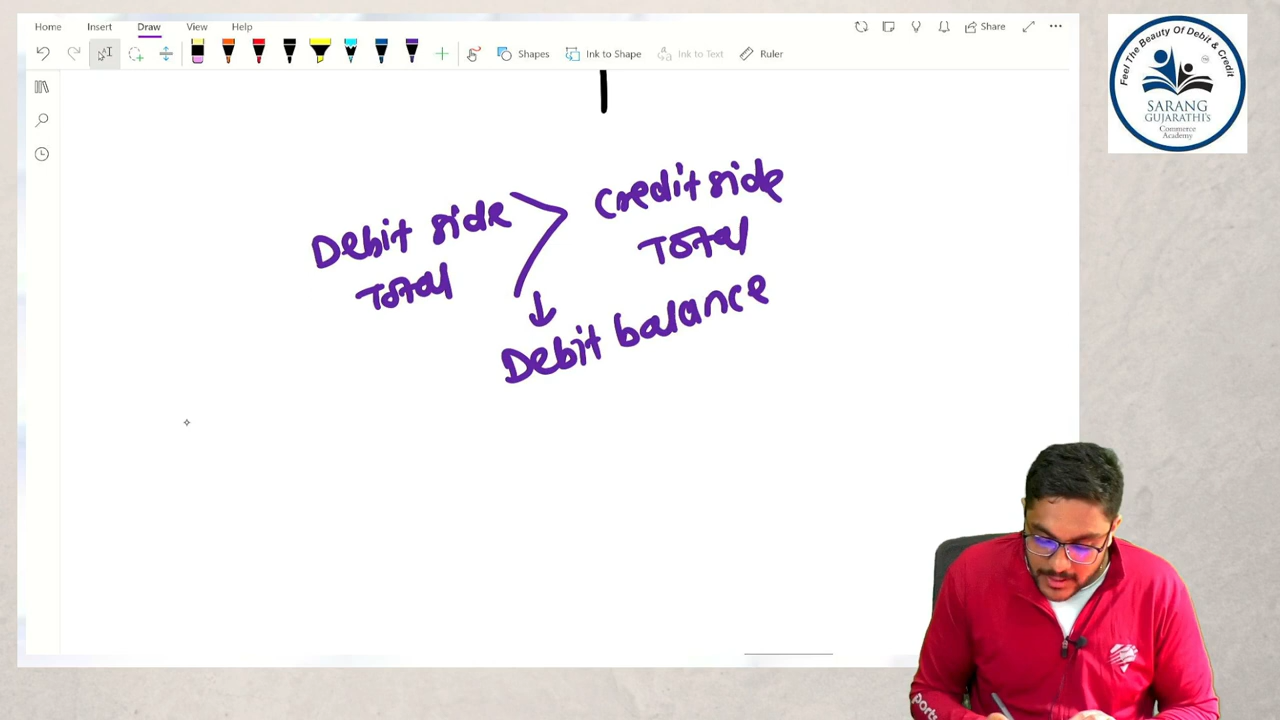 Home Insert Draw View Help
Share
Shapes Ink to Shape Ink to Text Ruler
Feel The Beauty Of Debit & Credit
SARANG
GUJARATHI's
Commerce
Academy
Debit side > Credit side
Total Total
↓
Debit balance
ports